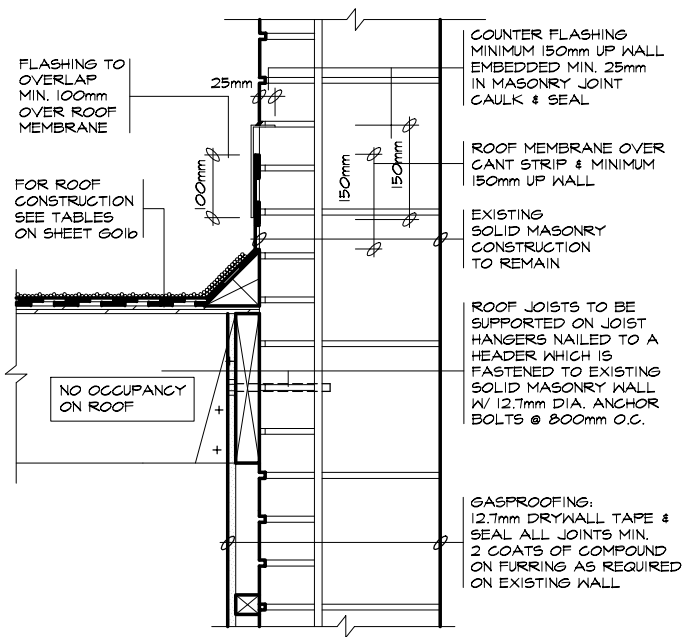 FLASHING TO
OVERLAP
MIN. 100mm
OVER ROOF
MEMBRANE
FOR ROOF
CONSTRUCTION
SEE TABLES
ON SHEET G016
25mm
100mm
150mm
150mm
NO OCCUPANCY
ON ROOF
COUNTER FLASHING
MINIMUM 150mm UP WALL
EMBEDDED MIN. 25mm
IN MASONRY JOINT
CAULK & SEAL
ROOF MEMBRANE OVER
CANT STRIP & MINIMUM
150mm UP WALL
EXISTING
SOLID MASONRY
CONSTRUCTION
TO REMAIN
ROOF JOISTS TO BE
SUPPORTED ON JOIST
HANGERS NAILED TO A
HEADER WHICH IS
FASTENED TO EXISTING
SOLID MASONRY WALL
W/ 12.7mm DIA. ANCHOR
BOLTS @ 800mm O.C.
GASPROOFING:
12.7mm DRYWALL TAPE &
SEAL ALL JOINTS MIN.
2 COATS OF COMPOUND
ON FURRING AS REQUIRED
ON EXISTING WALL